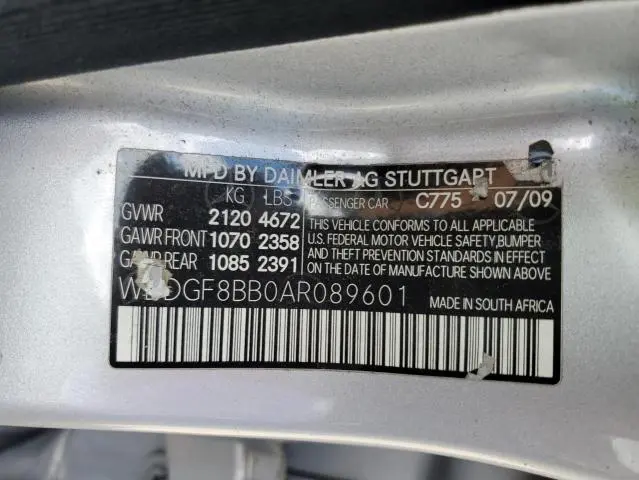 MFD BY DAIMLER AG STUTTGART
KG LBS PASSENGER CAR C775 07/09
GVWR 2120 4672
GAWR FRONT 1070 2358
GAWR REAR 1085 2391
THIS VEHICLE CONFORMS TO ALL APPLICABLE
U.S. FEDERAL MOTOR VEHICLE SAFETY, BUMPER
AND THEFT PREVENTION STANDARDS IN EFFECT
ON THE DATE OF MANUFACTURE SHOWN ABOVE.
MADE IN SOUTH AFRICA